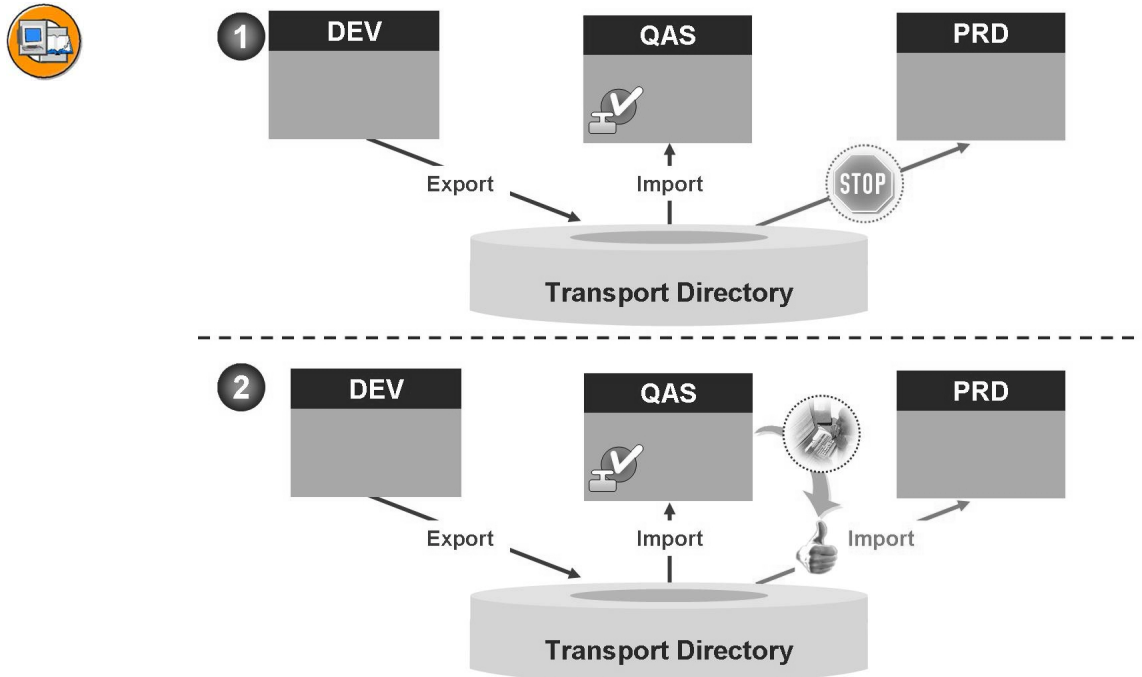 1
DEV
QAS
PRD
Export
Import
STOP
Transport Directory
2
DEV
QAS
PRD
Export
Import
Import
Transport Directory